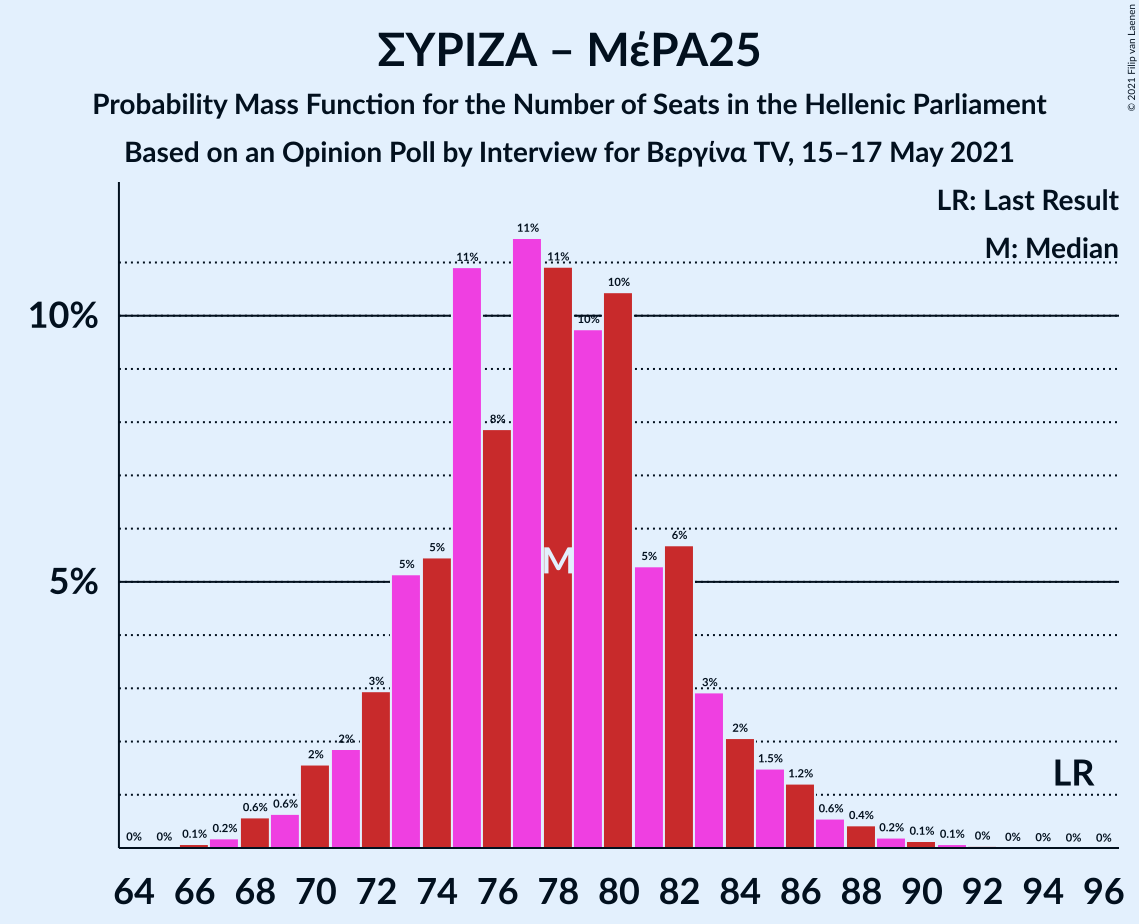 ΣΥΡΙΖΑ – ΜέΡΑ25
Probability Mass Function for the Number of Seats in the Hellenic Parliament
Based on an Opinion Poll by Interview for Βεργίνα TV, 15–17 May 2021
© 2021 Filip van Laenen
LR: Last Result
M: Median
10%
5%
0% 0% 0.1% 0.2% 0.6% 0.6% 2% 2% 3% 5% 5% 11% 8% 11% 11% 10% 10% 5% 6% 3% 2% 1.5% 1.2% 0.6% 0.4% 0.2% 0.1% 0.1% 0% 0% 0% 0% 0%
M
LR
64 66 68 70 72 74 76 78 80 82 84 86 88 90 92 94 96